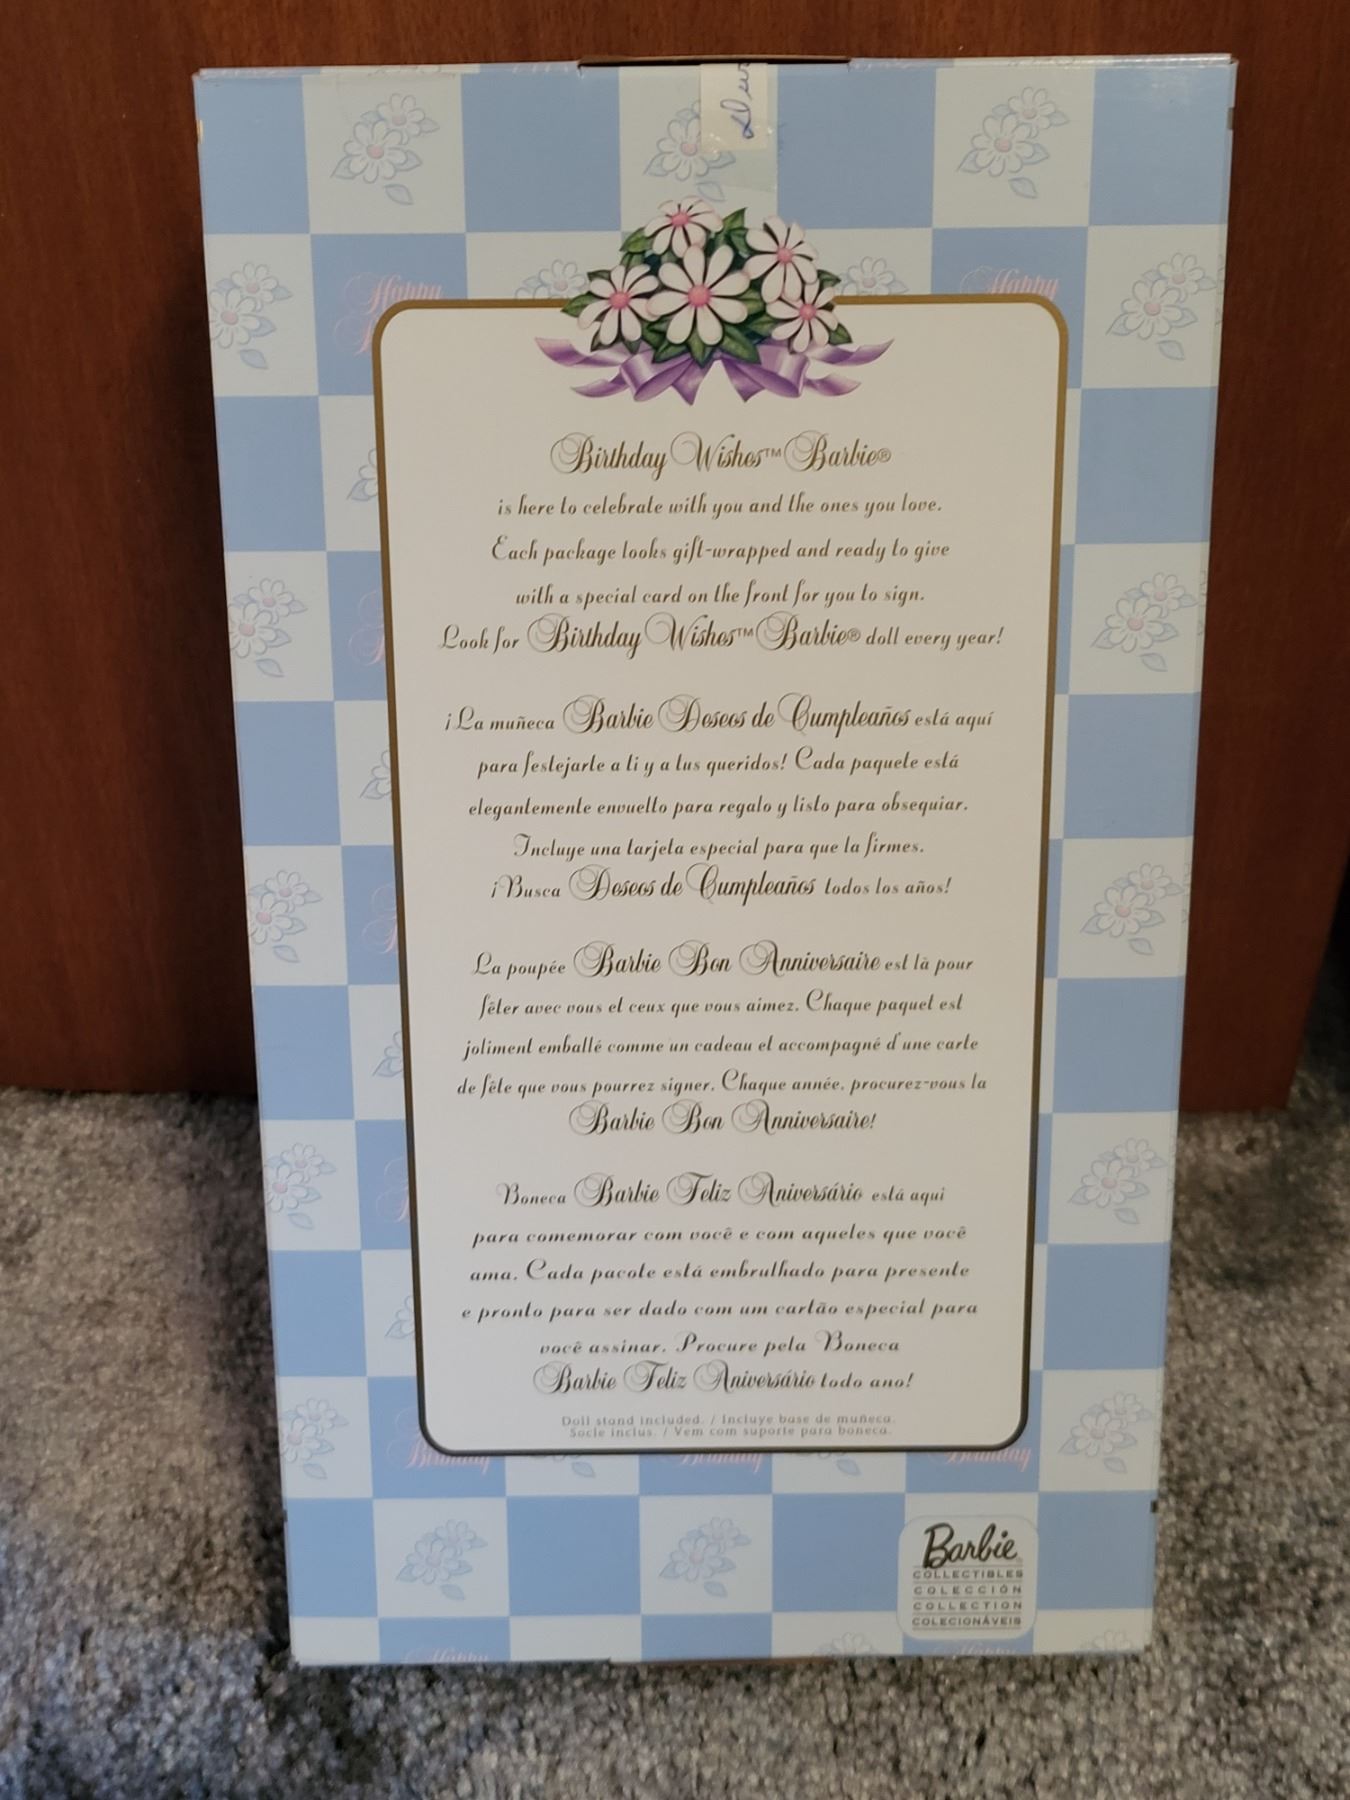 Happy
Happy
Birthday Wishes™ Barbie®
is here to celebrate with you and the ones you love.
Each package looks gift-wrapped and ready to give
with a special card on the front for you to sign.
Look for Birthday Wishes™ Barbie® doll every year!
¡La muñeca Barbie Deseos de Cumpleaños está aquí
para festejarte a ti y a tus queridos! Cada paquete está
elegantemente envuelto para regalo y listo para obsequiar.
Incluye una tarjeta especial para que la firmes.
¡Busca Deseos de Cumpleaños todos los años!
La poupée Barbie Bon Anniversaire est là pour
fêter avec vous et ceux que vous aimez. Chaque paquet est
joliment emballé comme un cadeau et accompagné d'une carte
de fête que vous pourrez signer. Chaque année, procurez-vous la
Barbie Bon Anniversaire!
Boneca Barbie Feliz Aniversário está aqui
para comemorar com você e com aqueles que você
ama. Cada pacote está embrulhado para presente
e pronto para ser dado com um cartão especial para
você assinar. Procure pela Boneca
Barbie Feliz Aniversário todo ano!
Doll stand included. / Incluye base de muñeca.
Socle inclus. / Vem com suporte para boneca.
Birthday Birthday Birthday
Barbie
COLLECTIBLES
COLECCIÓN
COLLECTION
COLECIONÁVEIS